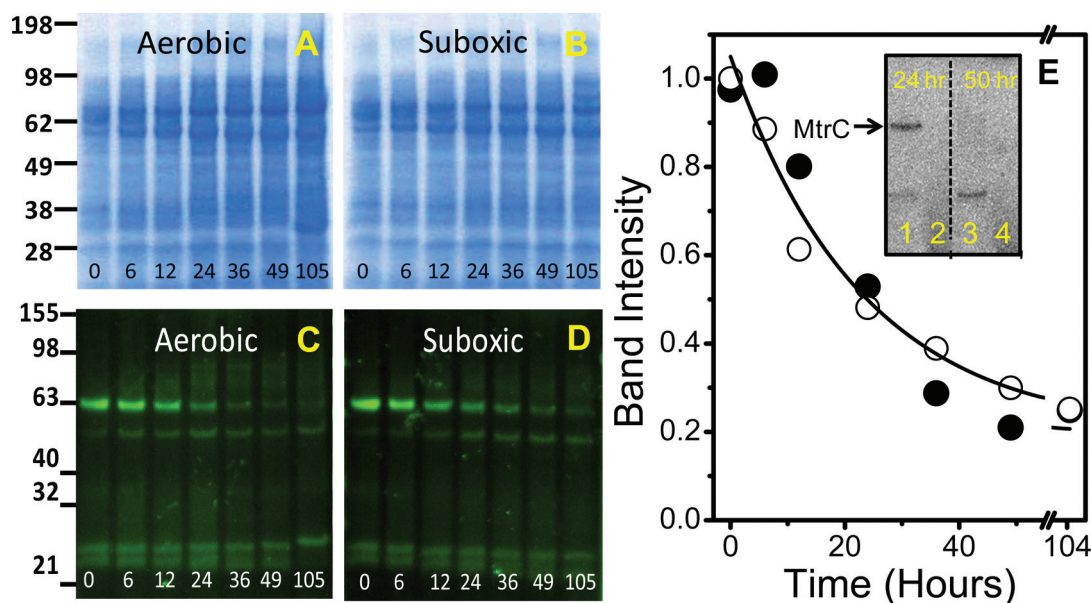 198
98
62
49
38
28
Aerobic A
0 6 12 24 36 49 105
Suboxic B
0 6 12 24 36 49 105
155
98
63
40
32
21
Aerobic C
0 6 12 24 36 49 105
Suboxic D
0 6 12 24 36 49 105
E
24 hr 50 hr
MtrC
1 2 3 4
Band Intensity
1.0
0.8
0.6
0.4
0.2
0.0
0 20 40 104
Time (Hours)